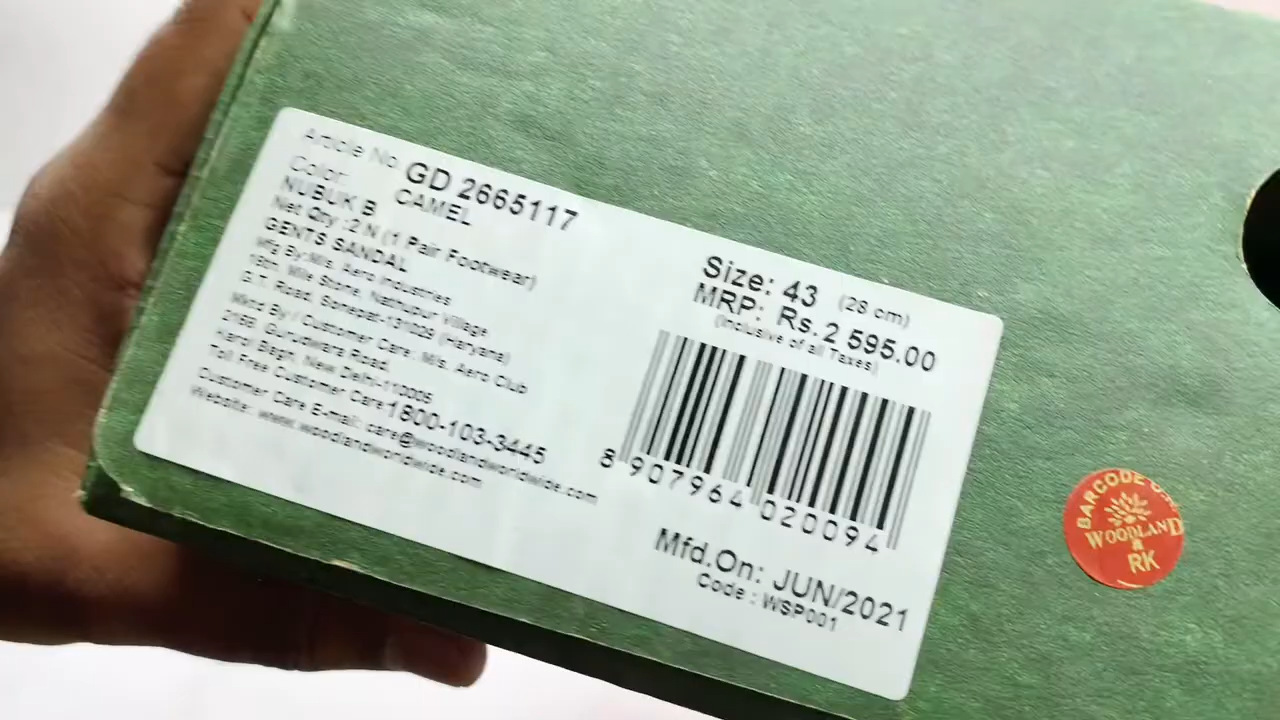 Article No. GD 2665117
Color: CAMEL
NUBUK B
Net Qty :2 N (1 Pair Footwear)
GENTS SANDAL
Mfg By:M/s. Aero Industries
18th. Mile Stone, Nathupur Village
G.T. Road, Sonepat-131029 (Haryana)
Mktd By / Customer Care: M/s. Aero Club
2168, Gurudwara Road,
Karol Bagh, New Delhi-110005
Toll Free Customer Care:1800-103-3445
Customer Care E-mail: care@woodlandworldwide.com
Website: www.woodlandworldwide.com
Size: 43 (28 cm)
MRP: Rs. 2 595.00
(Inclusive of all Taxes)
8 907964 020094
Mfd.On: JUN/2021
Code : WSP001
BARCODE
WOODLAND
RK